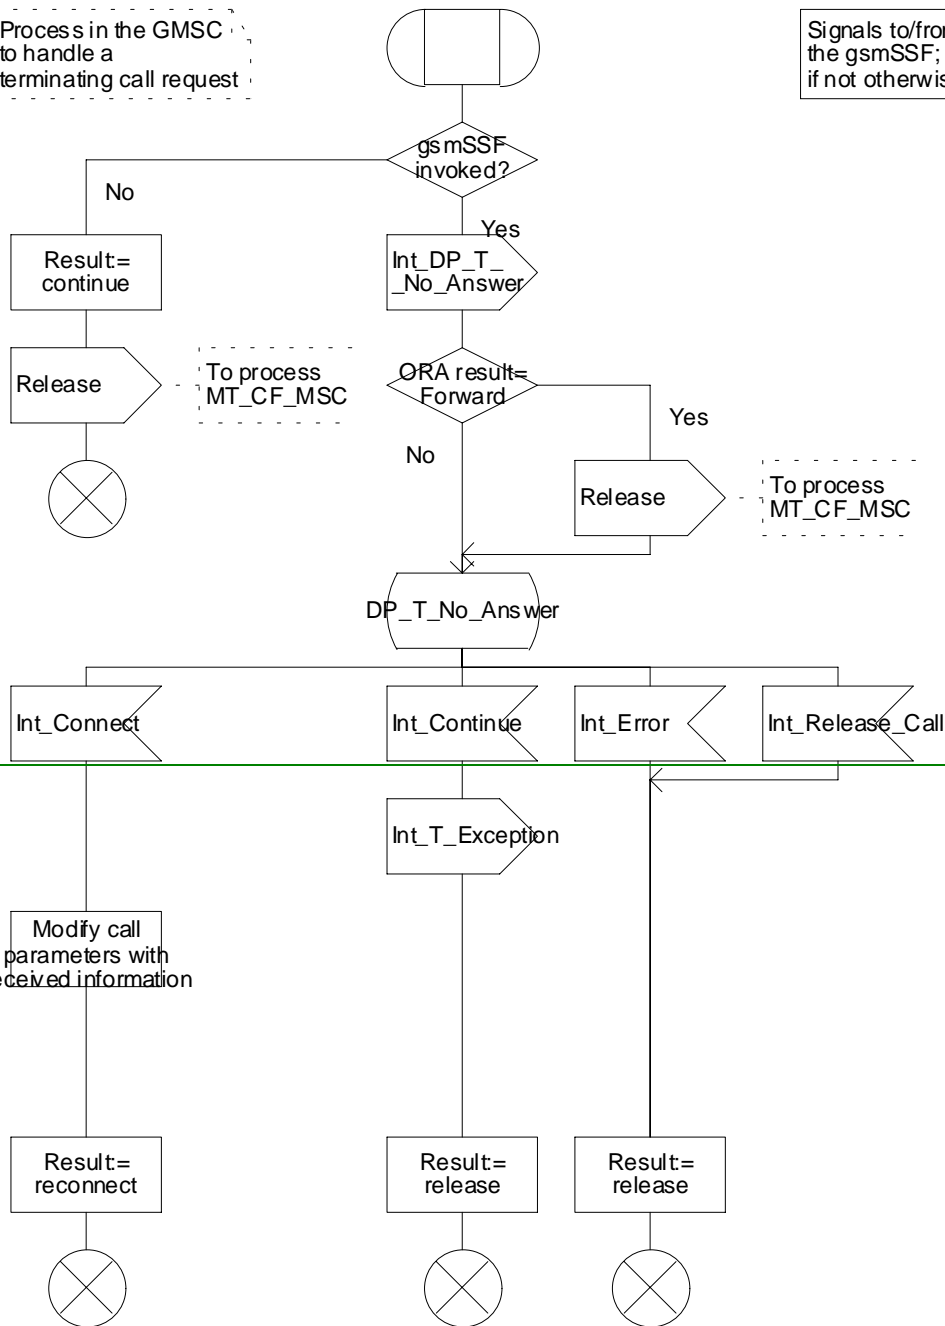 Process in the GMSC
to handle a
terminating call request
Signals to/from
the gsmSSF;
if not otherwis
gsmSSF
invoked?
No
Yes
Result:=
continue
Int_DP_T_
_No_Answer
Release
To process
MT_CF_MSC
ORA result=
Forward
Yes
No
Release
To process
MT_CF_MSC
DP_T_No_Answer
Int_Connect
Int_Continue
Int_Error
Int_Release_Call
Int_T_Exception
Modify call
parameters with
eceived information
Result:=
reconnect
Result:=
release
Result:=
release